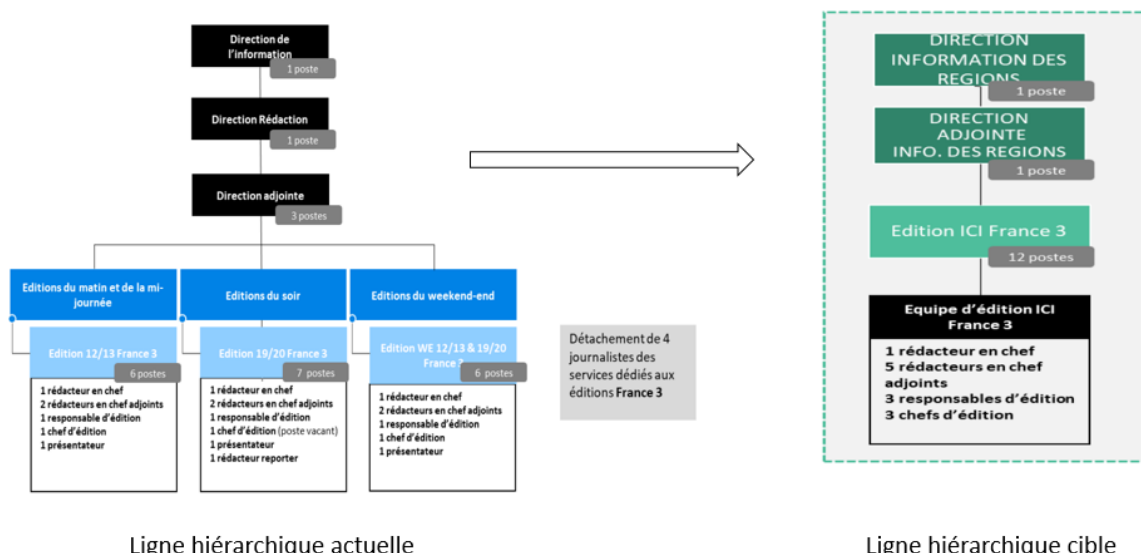 Direction de
l'information
1 poste
Direction Rédaction
1 poste
Direction adjointe
3 postes
Editions du matin et de la mi-
journée
Editions du soir
Editions du weekend-end
Edition 12/13 France 3
6 postes
Edition 19/20 France 3
7 postes
Edition WE 12/13 & 19/20
France
6 postes
1 rédacteur en chef
2 rédacteurs en chef adjoints
1 responsable d'édition
1 chef d'édition
1 présentateur
1 rédacteur en chef
2 rédacteurs en chef adjoints
1 responsable d'édition
1 chef d'édition (poste vacant)
1 présentateur
1 rédacteur reporter
1 rédacteur en chef
2 rédacteurs en chef adjoints
1 responsable d'édition
1 chef d'édition
1 présentateur
Détachement de 4
journalistes des
services dédiés aux
éditions France 3
Ligne hiérarchique actuelle
DIRECTION
INFORMATION DES
REGIONS
1 poste
DIRECTION
ADJOINTE
INFO. DES REGIONS
1 poste
Edition ICI France 3
12 postes
Equipe d'édition ICI
France 3
1 rédacteur en chef
5 rédacteurs en chef
adjoints
3 responsables d'édition
3 chefs d'édition
Ligne hiérarchique cible